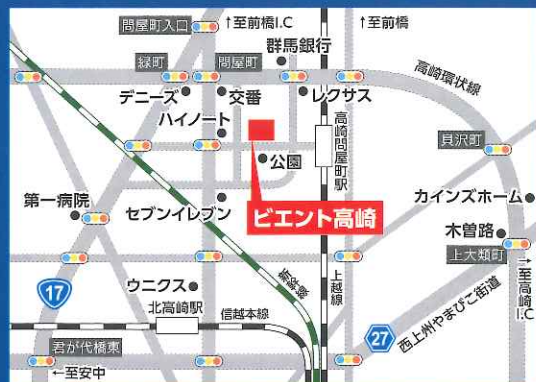 問屋町入口
↑至前橋I.C
↑至前橋
群馬銀行
緑町
問屋町
高崎環状線
デニーズ
交番
レクサス
ハイノート
高崎問屋町駅
貝沢町
公園
第一病院
セブンイレブン
カインズホーム
ビエント高崎
木曽路
上大類町
新幹線
上越線
→至高崎I.C
17
ウニクス
北高崎駅
信越本線
27
西上州やまびこ街道
君が代橋東
←至安中